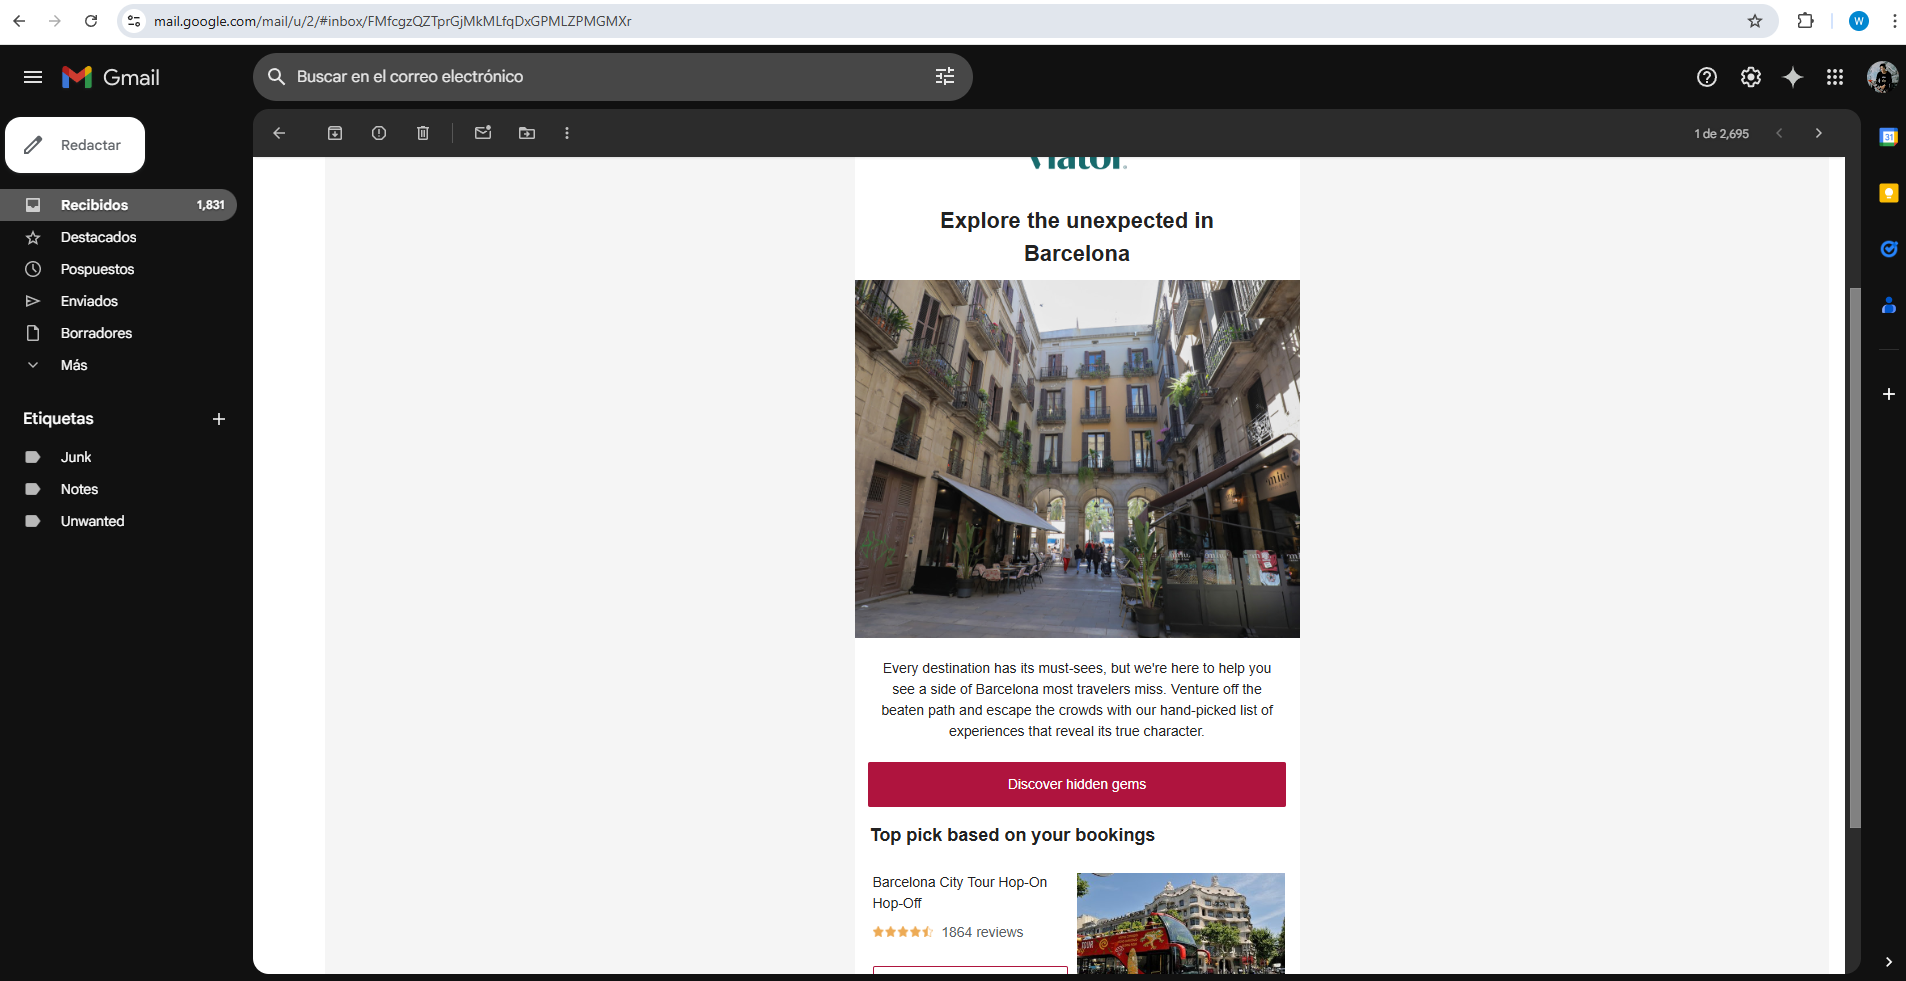 mail.google.com/mail/u/2/#inbox/FMfcgzQZTprGjMkMLfqDxGPMLZPMGMXr
W
Gmail
Buscar en el correo electrónico
Redactar
1 de 2,695
Recibidos 1,831
Destacados
Pospuestos
Enviados
Borradores
Más
Etiquetas
Junk
Notes
Unwanted
31
viator
Explore the unexpected in
Barcelona
Every destination has its must-sees, but we're here to help you
see a side of Barcelona most travelers miss. Venture off the
beaten path and escape the crowds with our hand-picked list of
experiences that reveal its true character.
Discover hidden gems
Top pick based on your bookings
Barcelona City Tour Hop-On
Hop-Off
1864 reviews